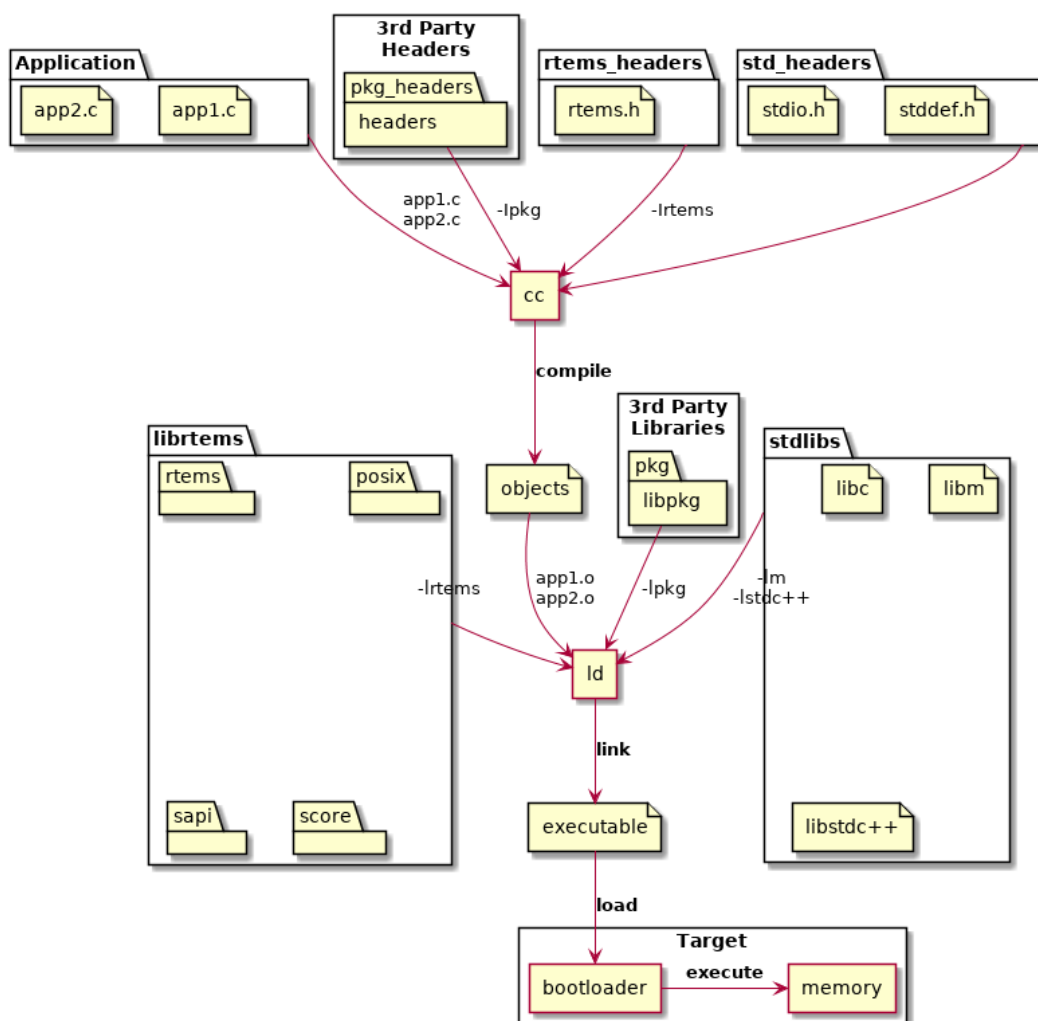 3rd Party
Headers
Application
rtems_headers
std_headers
pkg_headers
app2.c
app1.c
headers
rtems.h
stdio.h
stddef.h
app1.c
app2.c
-Ipkg
-Irtems
cc
compile
3rd Party
Libraries
librtems
stdlibs
rtems
posix
objects
pkg
libpkg
libc
libm
-lrtems
app1.o
app2.o
-lpkg
-lm
-lstdc++
ld
link
sapi
score
executable
libstdc++
load
Target
bootloader
execute
memory